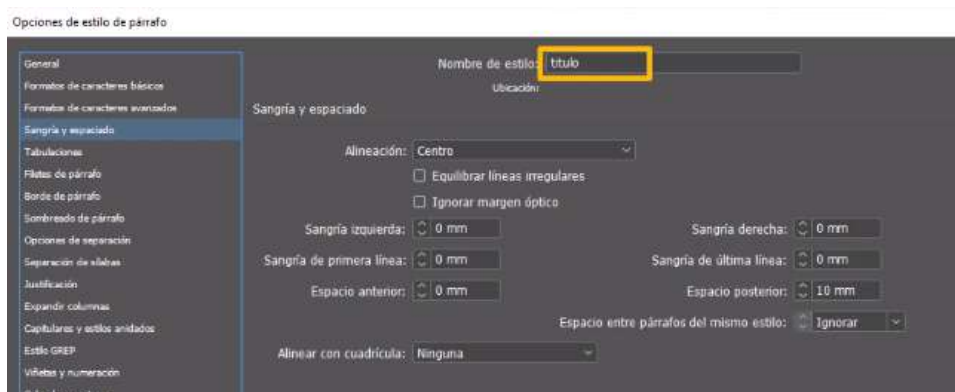 Opciones de estilo de párrafo
General
Formatos de caracteres básicos
Formatos de caracteres avanzados
Sangría y espaciado
Tabulaciones
Filetes de párrafo
Borde de párrafo
Sombreado de párrafo
Opciones de separación
Separación de sílabas
Justificación
Expandir columnas
Capitulares y estilos anidados
Estilo GREP
Viñetas y numeración
Nombre de estilo: titulo
Ubicación:
Sangría y espaciado
Alineación: Centro
Equilibrar líneas irregulares
Ignorar margen óptico
Sangría izquierda: 0 mm Sangría derecha: 0 mm
Sangría de primera línea: 0 mm Sangría de última línea: 0 mm
Espacio anterior: 0 mm Espacio posterior: 10 mm
Espacio entre párrafos del mismo estilo: Ignorar
Alinear con cuadrícula: Ninguna